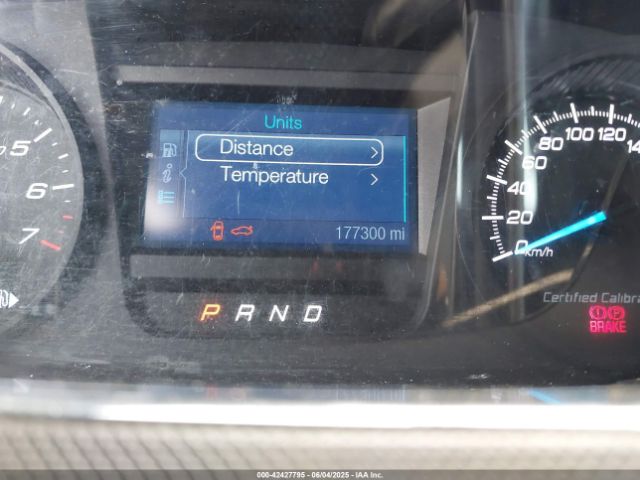 Units
Distance >
Temperature >
177300 mi
P R N D
5
6
7
0
20
40
60
80
100
120
km/h
Certified
BRAKE
000-42427795 - 06/04/2025 - IAA Inc.